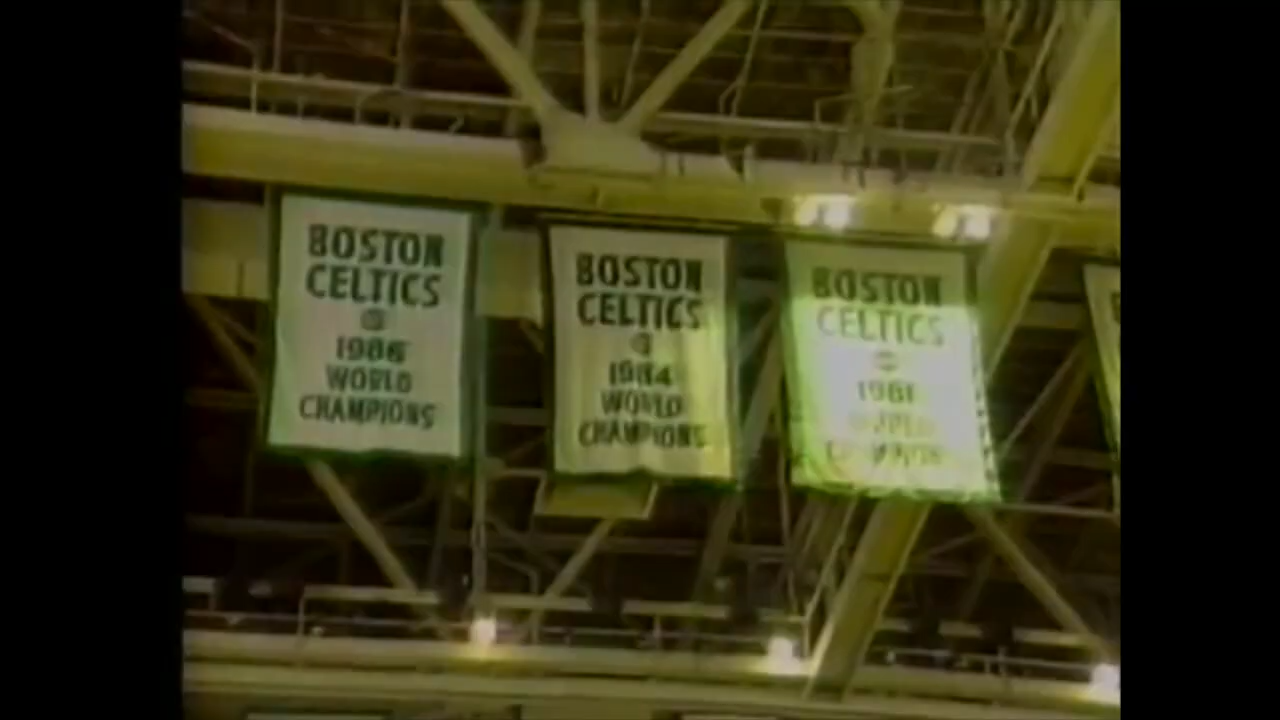 BOSTON
CELTICS
1986
WORLD
CHAMPIONS
BOSTON
CELTICS
1984
WORLD
CHAMPIONS
BOSTON
CELTICS
1981